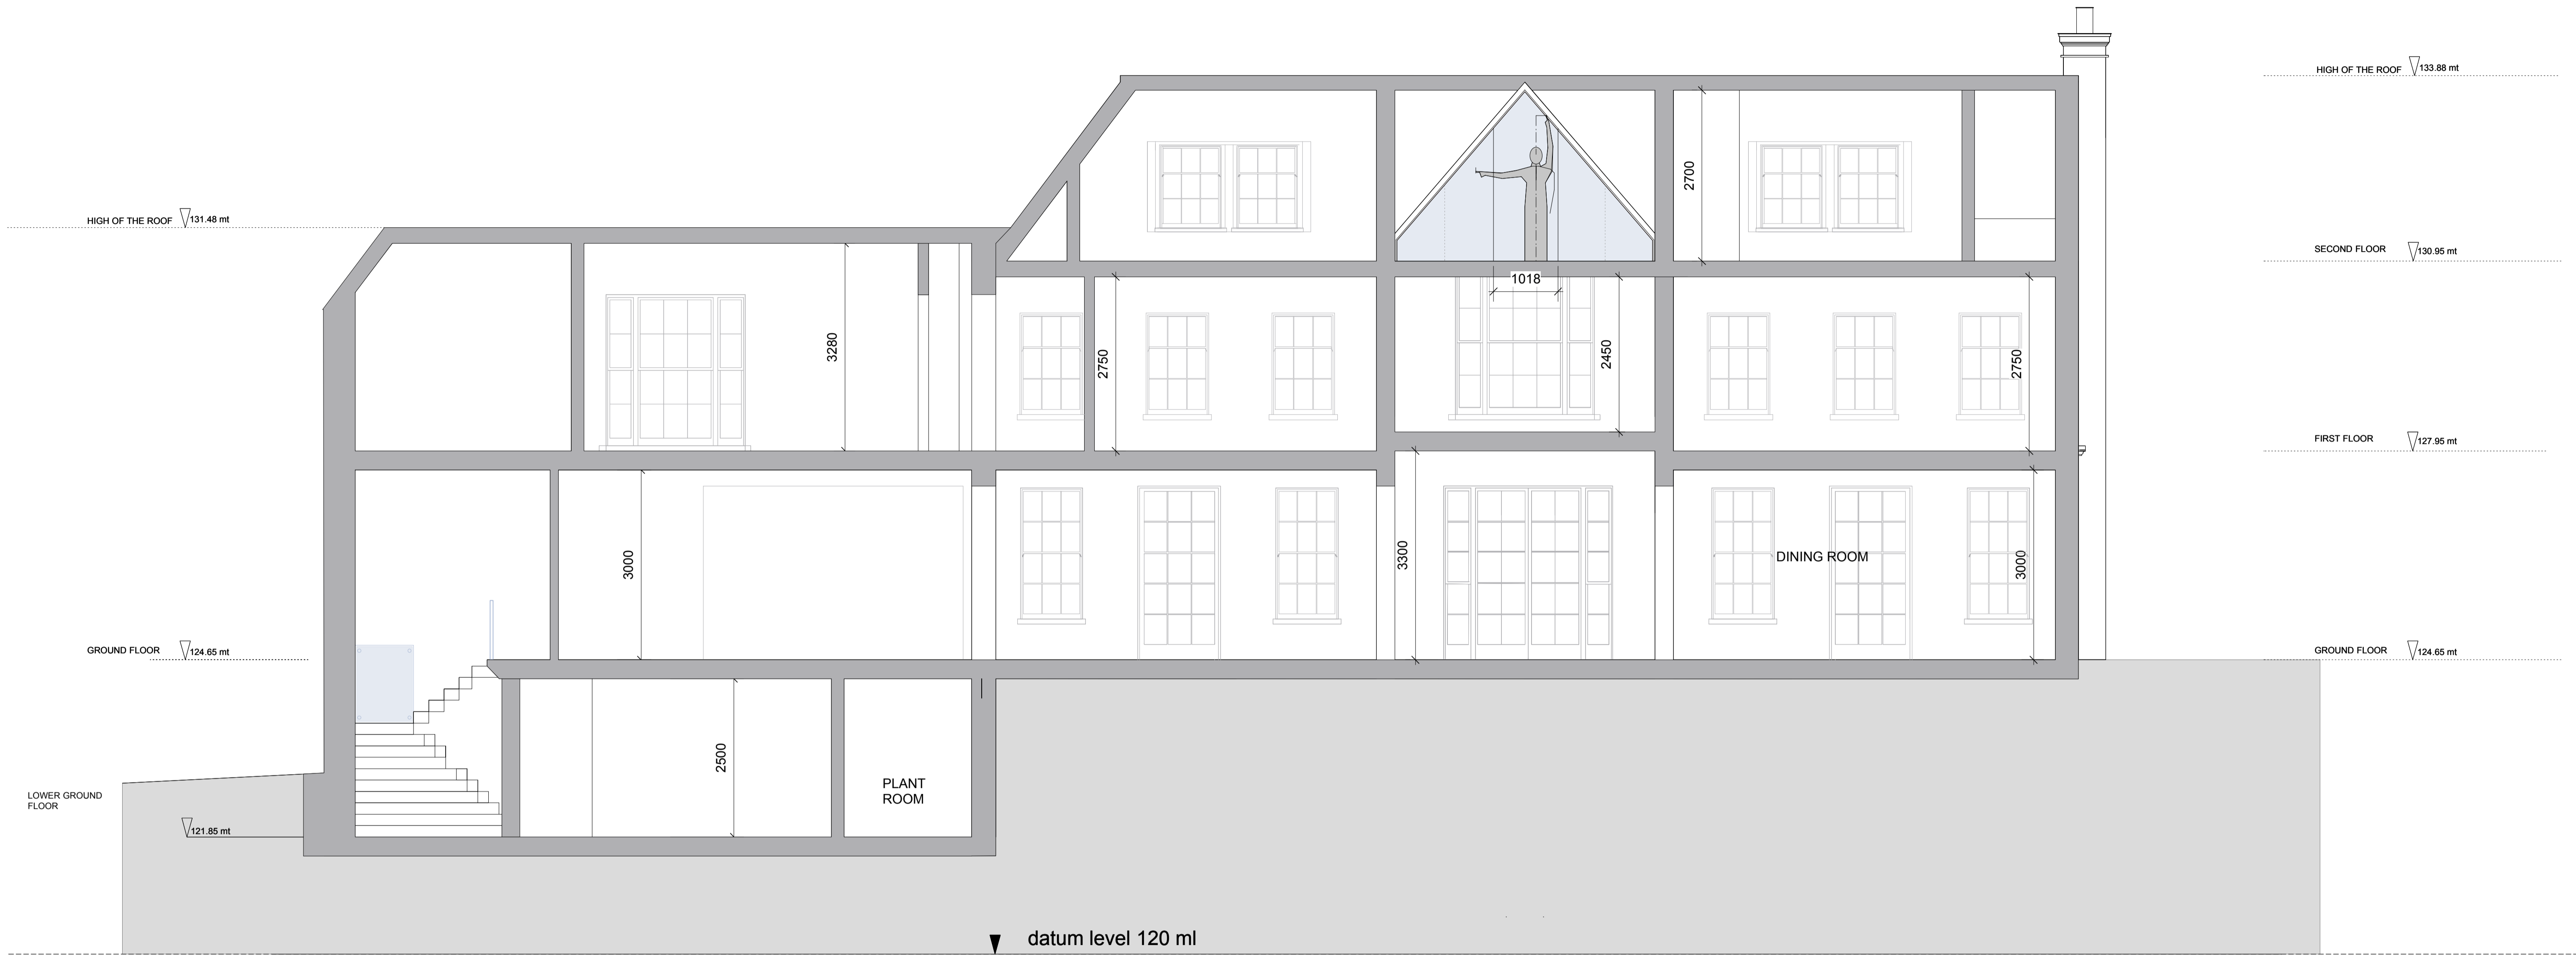 HIGH OF THE ROOF 133.88 mt
HIGH OF THE ROOF 131.48 mt
2700
SECOND FLOOR 130.95 mt
1018
3280
2750
2450
2750
FIRST FLOOR 127.95 mt
3000
3300
DINING ROOM
3000
GROUND FLOOR 124.65 mt
GROUND FLOOR 124.65 mt
2500
PLANT
ROOM
LOWER GROUND
FLOOR
121.85 mt
datum level 120 ml